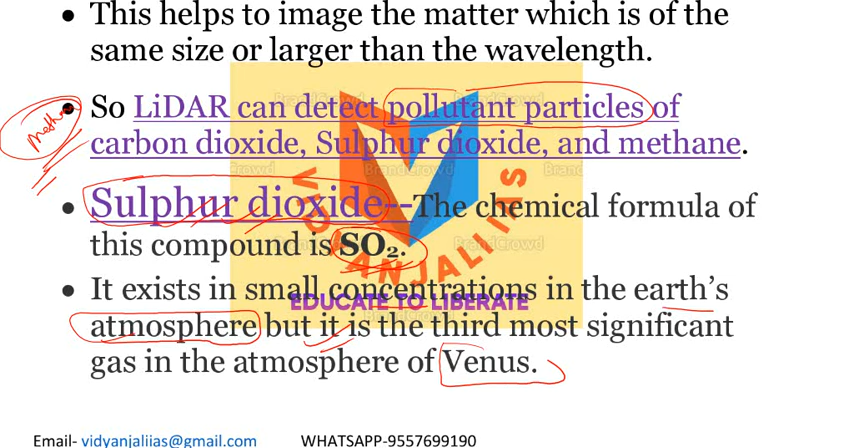 • This helps to image the matter which is of the
same size or larger than the wavelength.
• So LiDAR can detect pollutant particles of
carbon dioxide, Sulphur dioxide, and methane.
• Sulphur dioxide--The chemical formula of
this compound is SO₂.
• It exists in small concentrations in the earth's
atmosphere but it is the third most significant
gas in the atmosphere of Venus.
VIDYANJALIIAS
EDUCATE TO LIBERATE
BrandCrowd
Email- vidyanjaliias@gmail.com WHATSAPP-9557699190